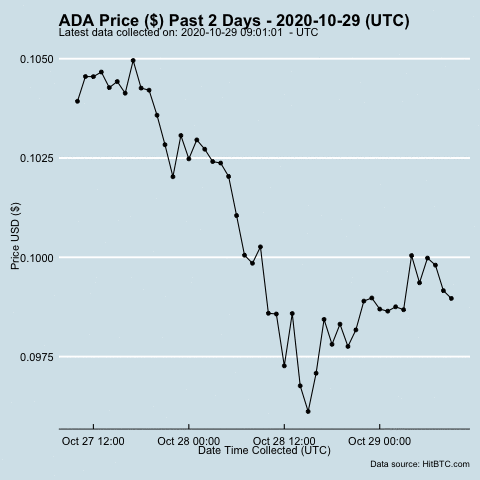 ADA Price ($) Past 2 Days - 2020-10-29 (UTC)
Latest data collected on: 2020-10-29 09:01:01 - UTC
0.1050
0.1025
0.1000
0.0975
Price USD ($)
Oct 27 12:00 Oct 28 00:00 Oct 28 12:00 Oct 29 00:00
Date Time Collected (UTC)
Data source: HitBTC.com